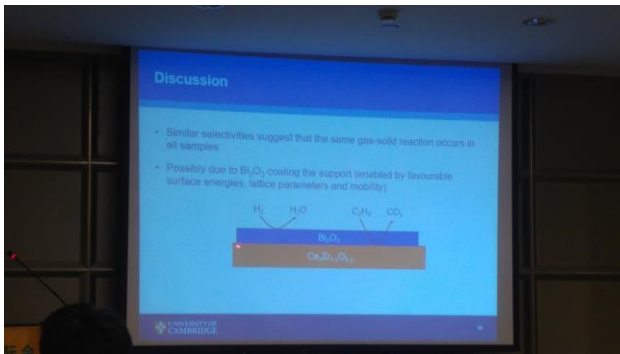 Discussion
• Similar selectivities suggest that the same gas-solid reaction occurs in
all samples
• Possibly due to Bi₂O₃ coating the support (enabled by favourable
surface energies, lattice parameters and mobility)
H₂ H₂O CO₂
Bi₂O₃
UNIVERSITY OF
CAMBRIDGE